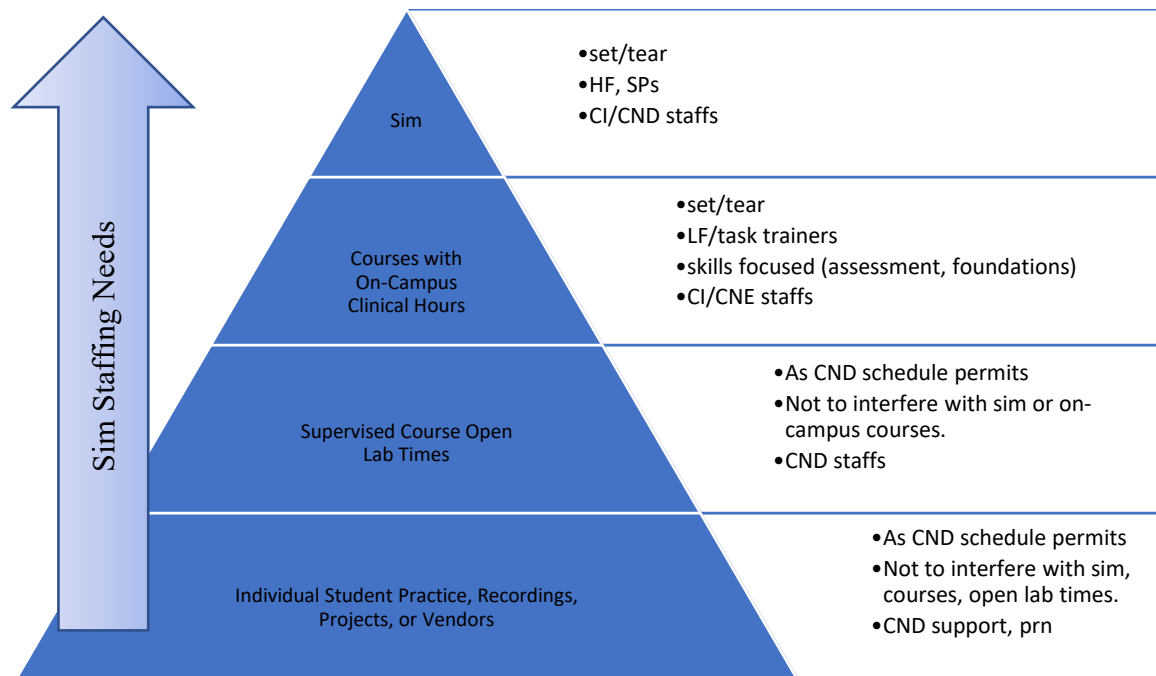 Sim Staffing Needs
Sim
•set/tear
•HF, SPs
•CI/CND staffs
Courses with
On-Campus
Clinical Hours
•set/tear
•LF/task trainers
•skills focused (assessment, foundations)
•CI/CNE staffs
Supervised Course Open
Lab Times
•As CND schedule permits
•Not to interfere with sim or on-
campus courses.
•CND staffs
Individual Student Practice, Recordings,
Projects, or Vendors
•As CND schedule permits
•Not to interfere with sim,
courses, open lab times.
•CND support, prn